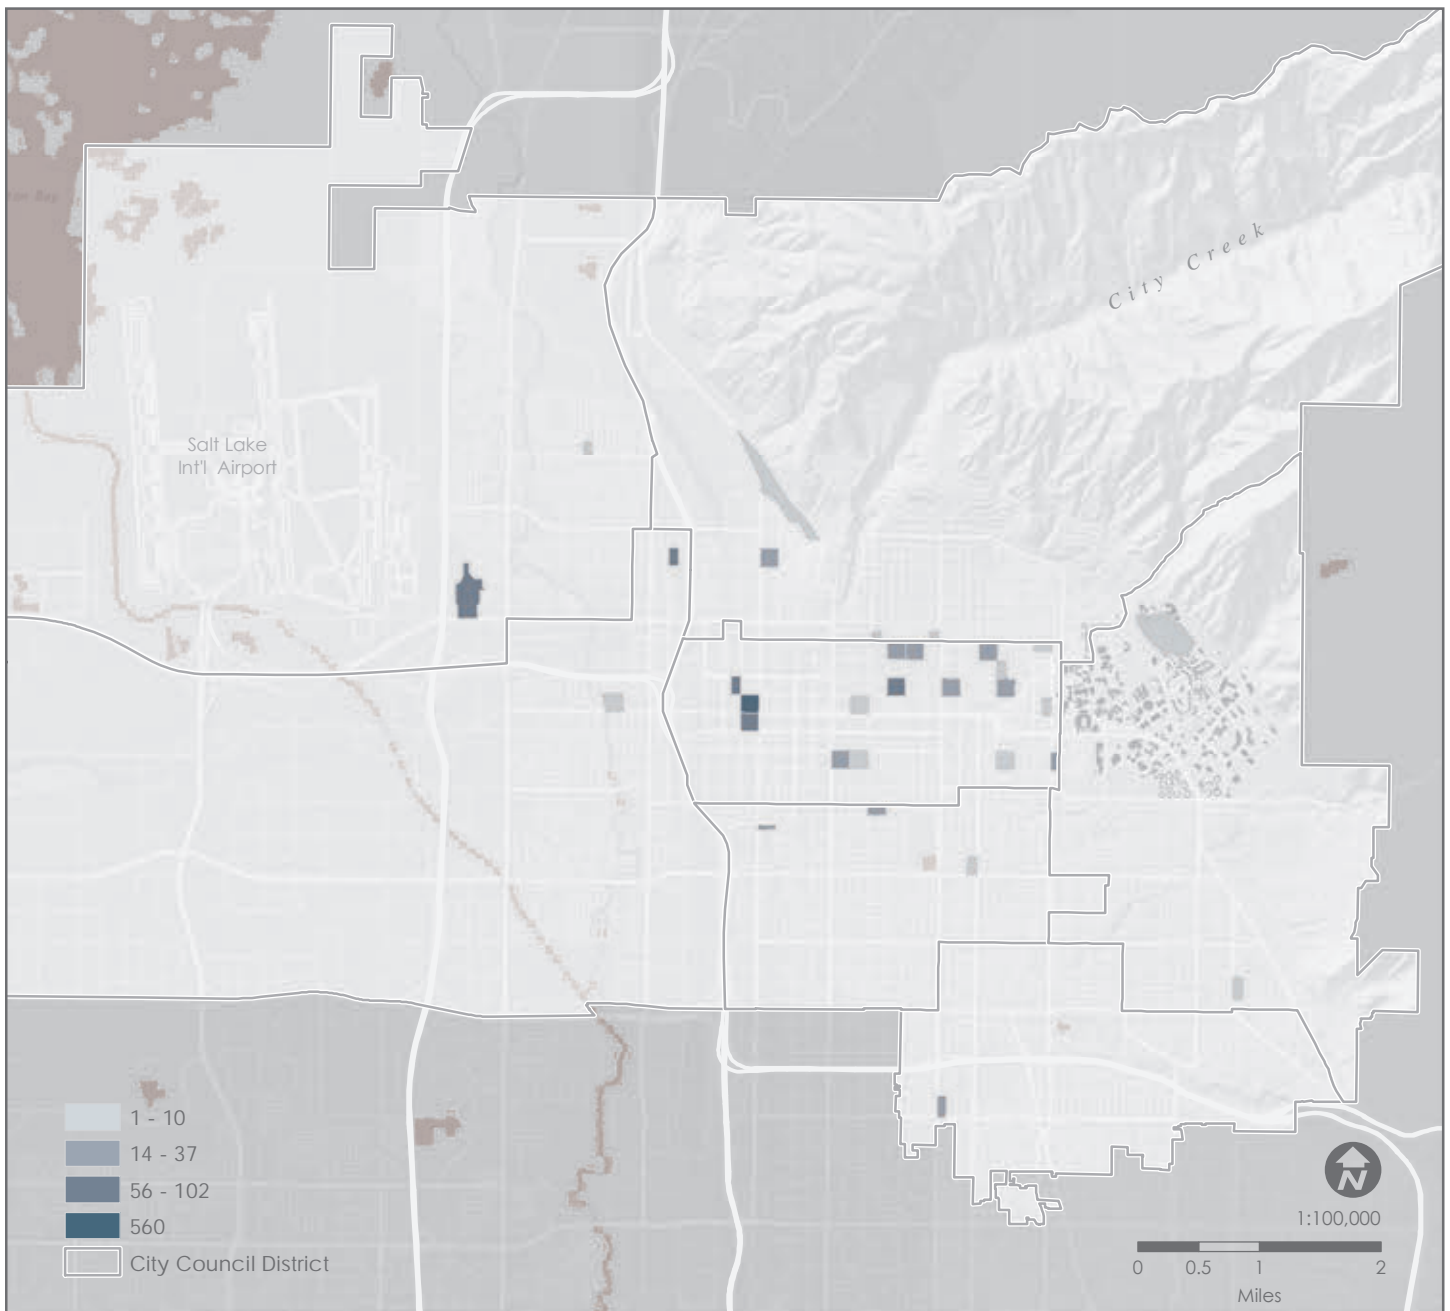 City Creek
Salt Lake
Int'l Airport
1 - 10
14 - 37
56 - 102
560
City Council District
N
1:100,000
0 0.5 1 2
Miles